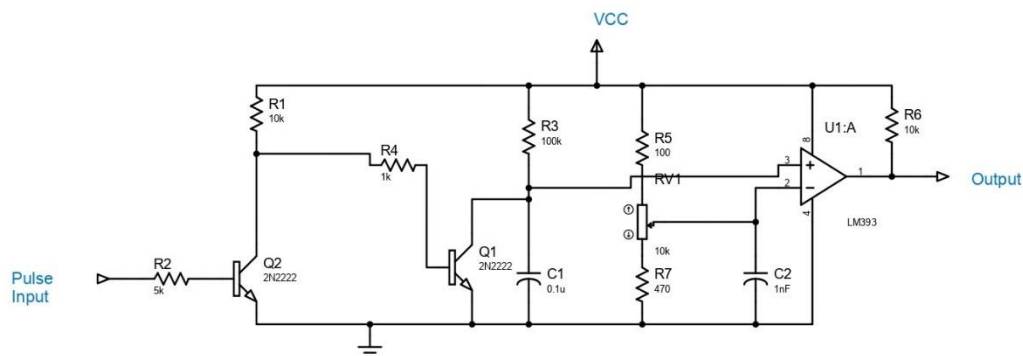 VCC
R1
10k
R4
1k
R3
100k
R5
100
RV1
10k
R7
470
U1:A
8
3
2
1
4
LM393
R6
10k
Output
Pulse
Input
R2
5k
Q2
2N2222
Q1
2N2222
C1
0.1u
C2
1nF
+
−